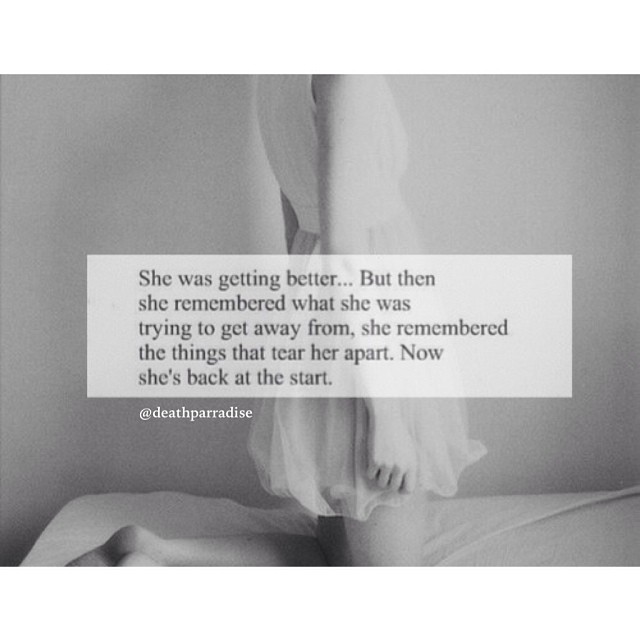 She was getting better... But then
she remembered what she was
trying to get away from, she remembered
the things that tear her apart. Now
she's back at the start.
@deathparradise